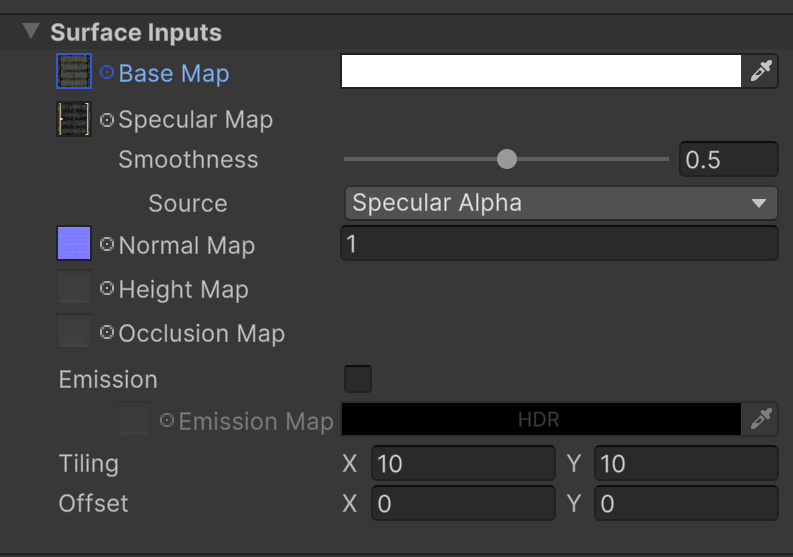 Surface Inputs
Base Map
Specular Map
Smoothness 0.5
Source Specular Alpha
Normal Map 1
Height Map
Occlusion Map
Emission
Emission Map HDR
Tiling X 10 Y 10
Offset X 0 Y 0